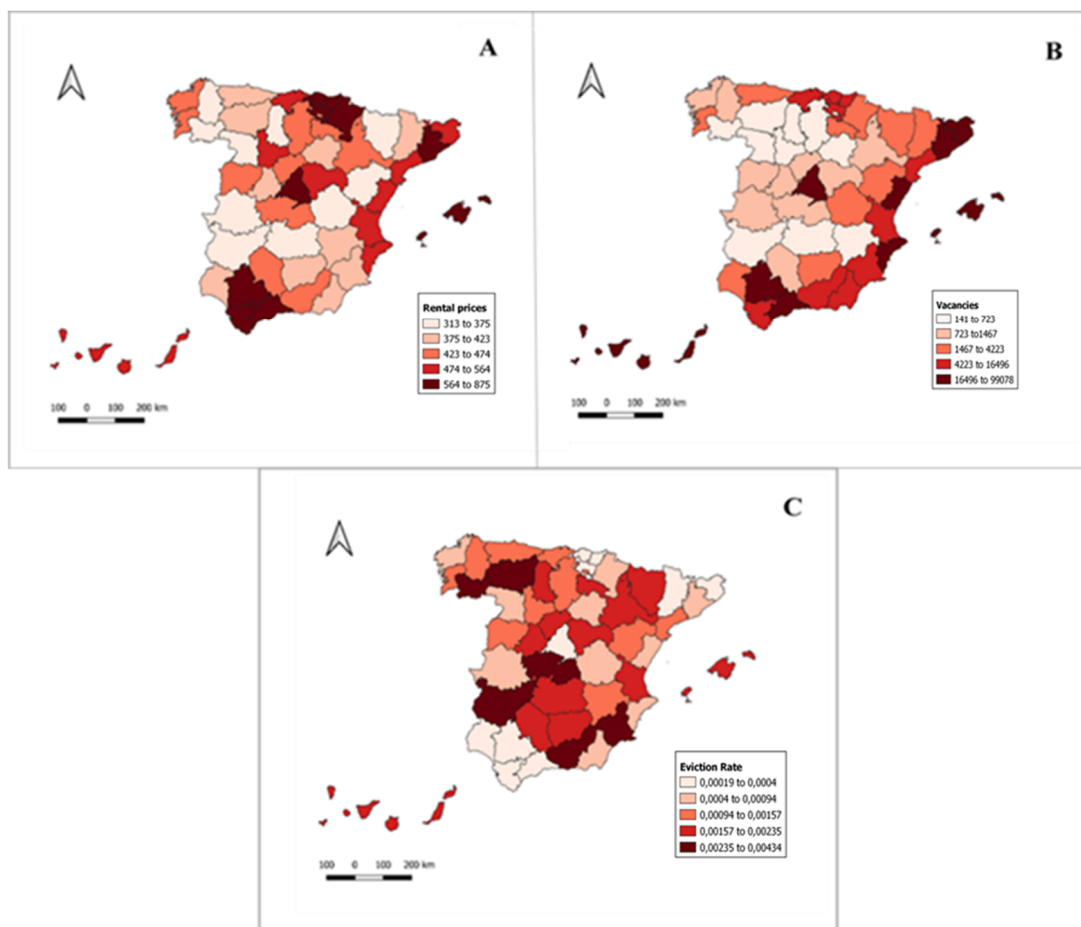 A
Rental prices
313 to 375
375 to 423
423 to 474
474 to 564
564 to 875
100 0 100 200 km
B
Vacancies
141 to 723
723 to1467
1467 to 4223
4223 to 16496
16496 to 99078
100 0 100 200 km
C
Eviction Rate
0,00019 to 0,0004
0,0004 to 0,00094
0,00094 to 0,00157
0,00157 to 0,00235
0,00235 to 0,00434
100 0 100 200 km